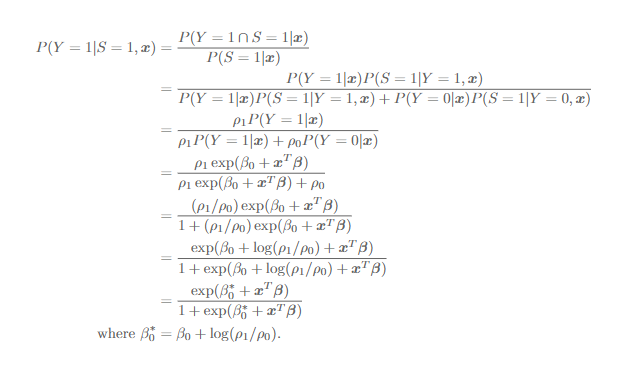 P(Y = 1|S = 1, x) = P(Y = 1 ∩ S = 1|x) / P(S = 1|x)
= P(Y = 1|x)P(S = 1|Y = 1, x) / P(Y = 1|x)P(S = 1|Y = 1, x) + P(Y = 0|x)P(S = 1|Y = 0, x)
= ρ₁P(Y = 1|x) / ρ₁P(Y = 1|x) + ρ₀P(Y = 0|x)
= ρ₁ exp(β₀ + xᵀβ) / ρ₁ exp(β₀ + xᵀβ) + ρ₀
= (ρ₁/ρ₀) exp(β₀ + xᵀβ) / 1 + (ρ₁/ρ₀) exp(β₀ + xᵀβ)
= exp(β₀ + log(ρ₁/ρ₀) + xᵀβ) / 1 + exp(β₀ + log(ρ₁/ρ₀) + xᵀβ)
= exp(β₀* + xᵀβ) / 1 + exp(β₀* + xᵀβ)
where β₀* = β₀ + log(ρ₁/ρ₀).